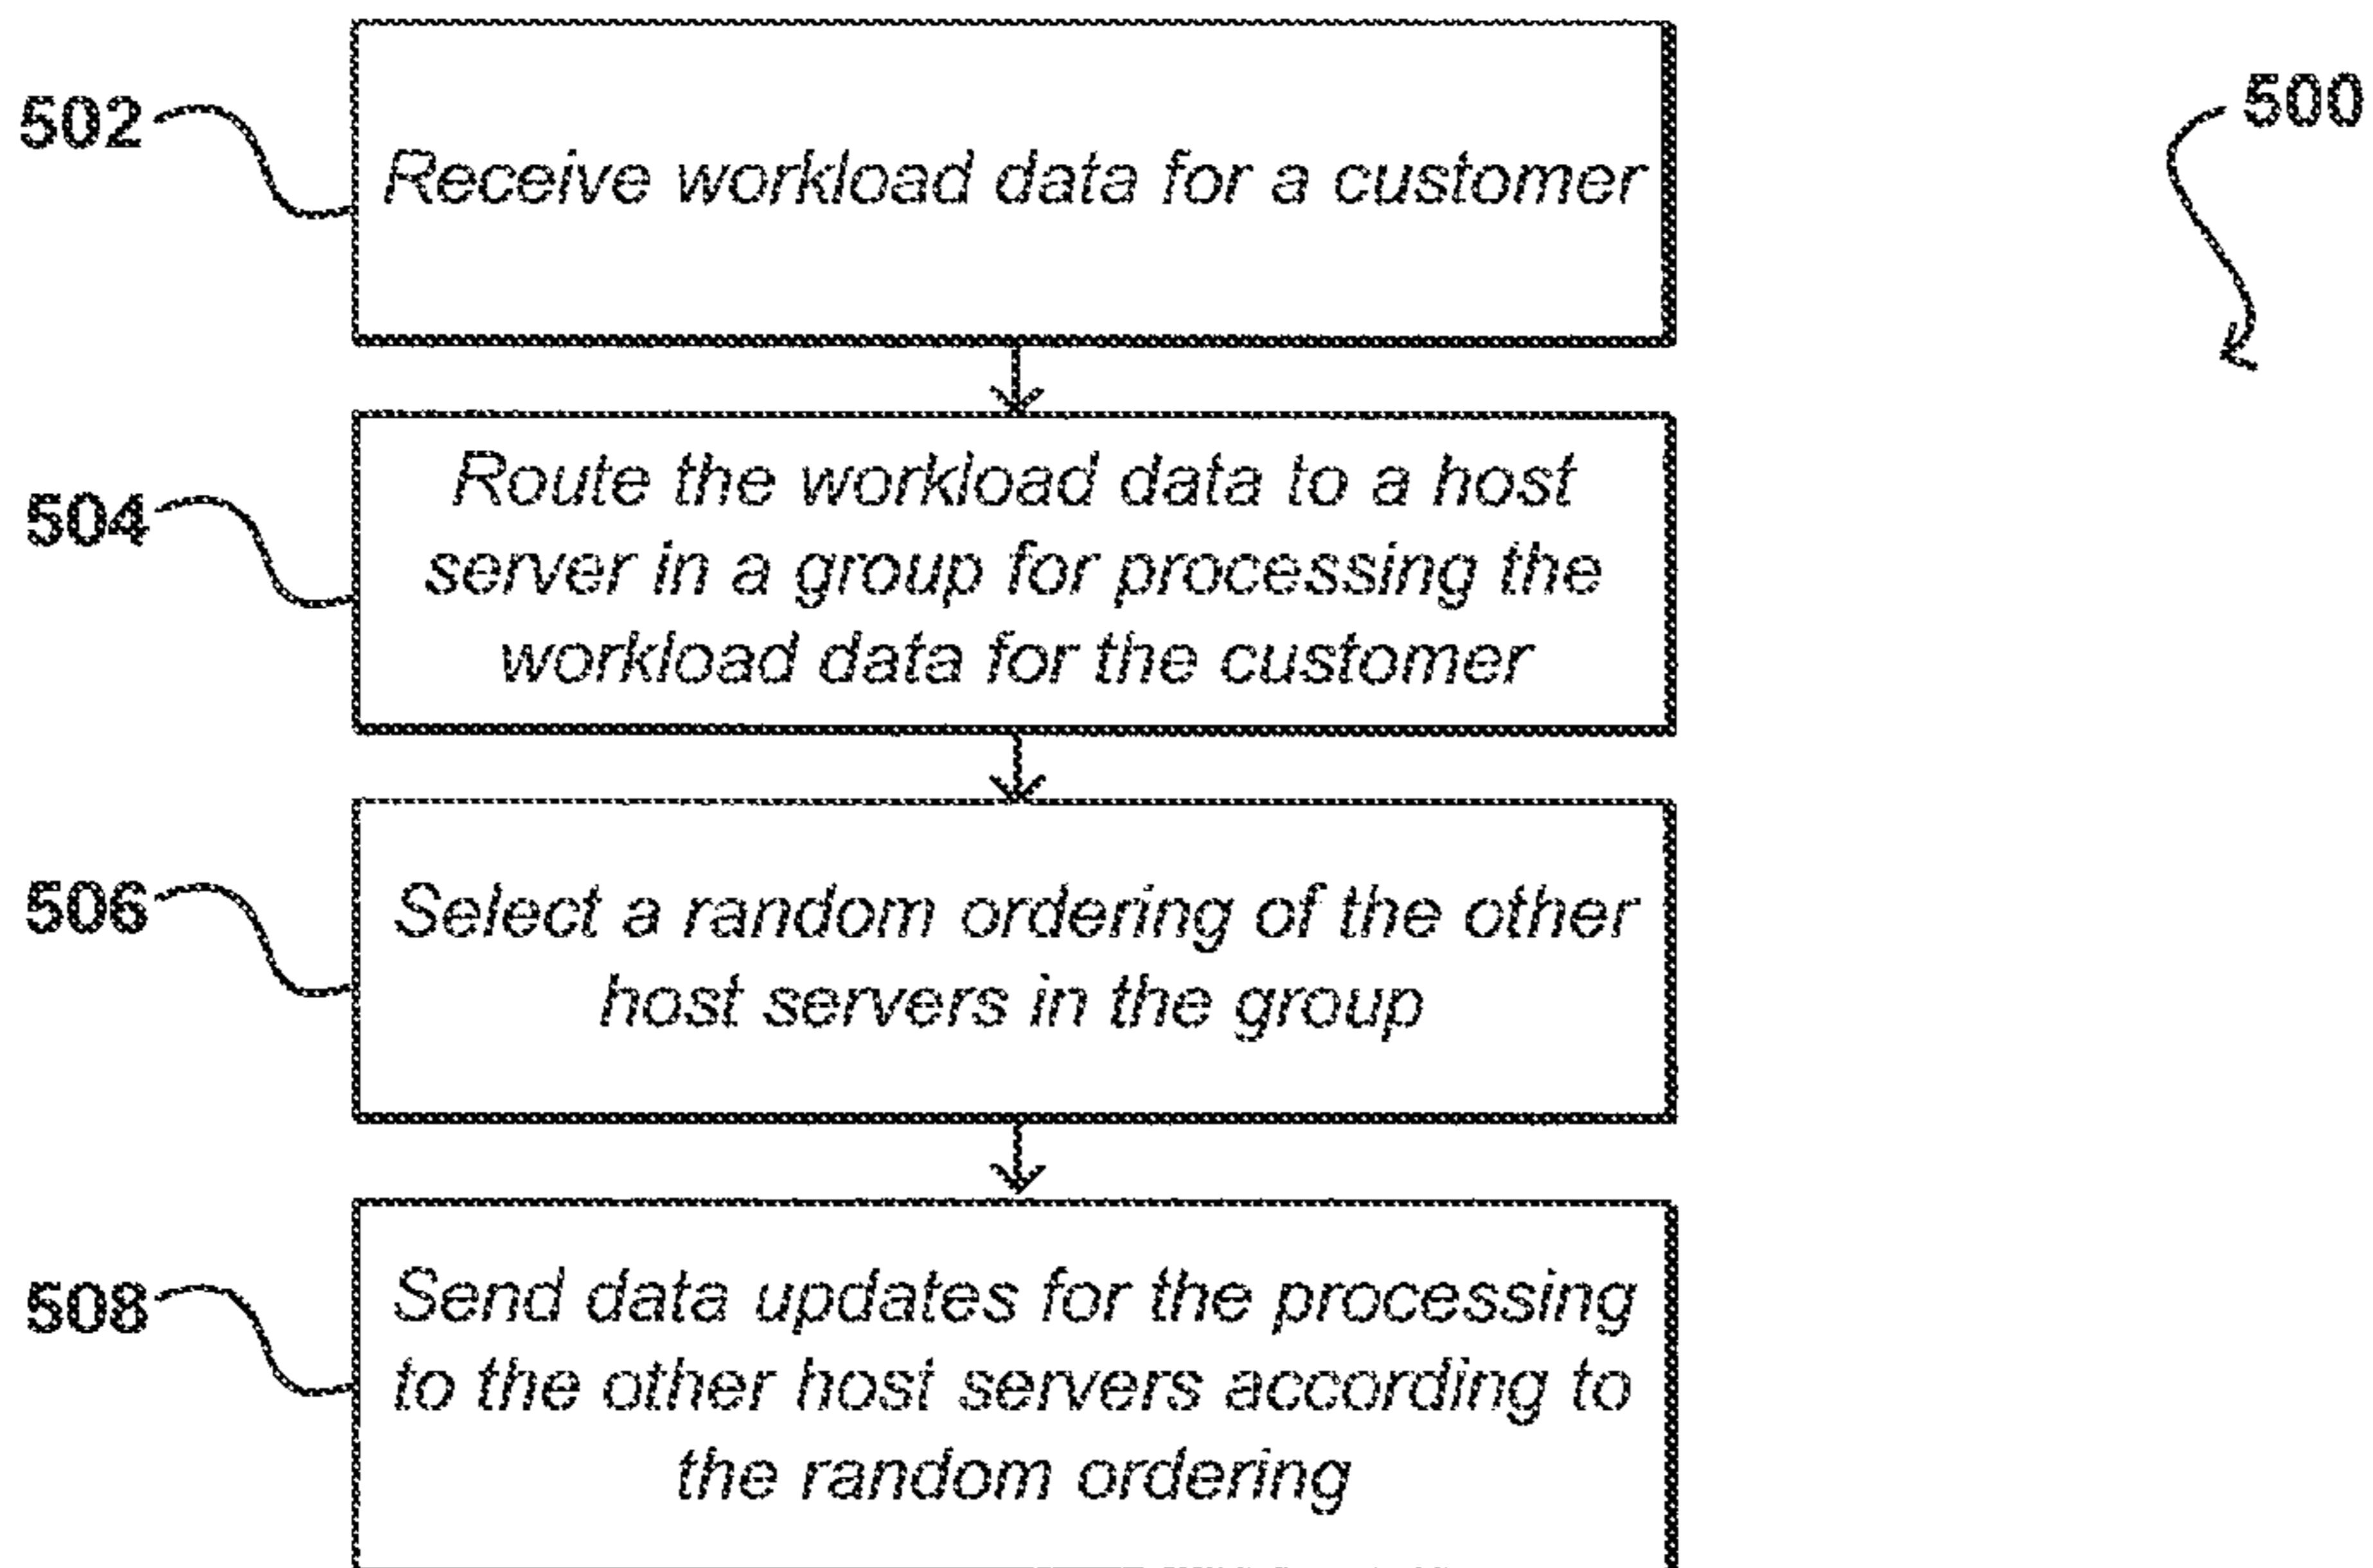 502
500
Receive workload data for a customer
504
Route the workload data to a host
server in a group for processing the
workload data for the customer
506
Select a random ordering of the other
host servers in the group
508
Send data updates for the processing
to the other host servers according to
the random ordering